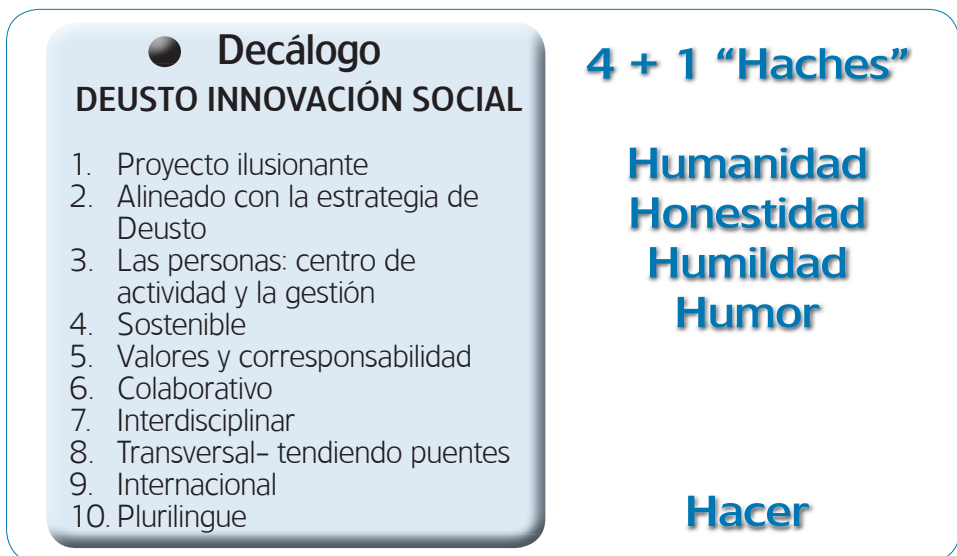 Decálogo
DEUSTO INNOVACIÓN SOCIAL
1. Proyecto ilusionante
2. Alineado con la estrategia de
Deusto
3. Las personas: centro de
actividad y la gestión
4. Sostenible
5. Valores y corresponsabilidad
6. Colaborativo
7. Interdisciplinar
8. Transversal- tendiendo puentes
9. Internacional
10. Plurilingue
4 + 1 “Haches”
Humanidad
Honestidad
Humildad
Humor
Hacer